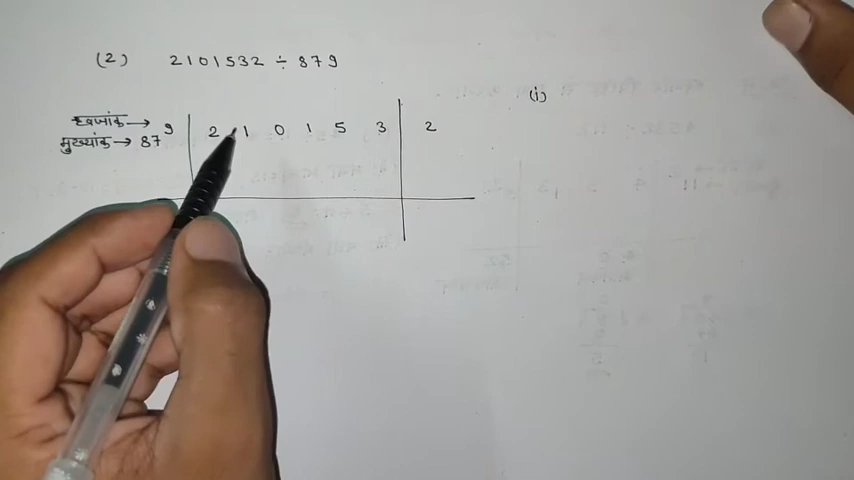 (2) 2101532 ÷ 879
(i)
ध्वजांक → 9 2 1 0 1 5 3 2
मुख्यांक → 87